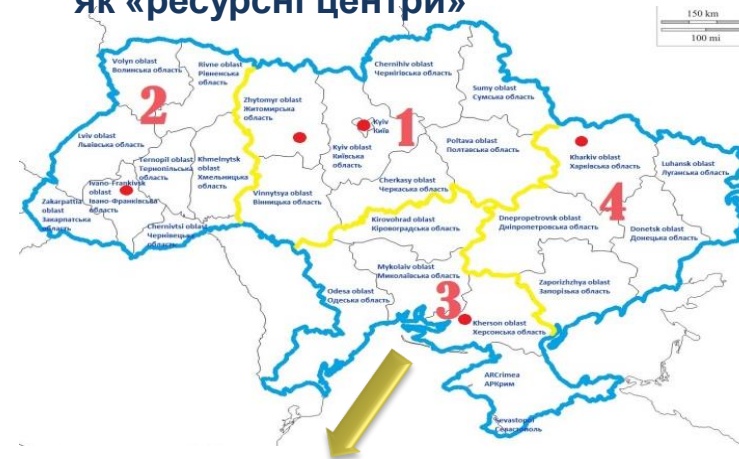 як «ресурсні центри»
150 km
100 mi
Volyn oblast
Волинська область
Rivne oblast
Рівненська
область
Chernihiv oblast
Чернігівська область
Sumy oblast
Сумська область
2
Zhytomyr oblast
Житомирська
область
Kyiv
Київ
1
Lviv oblast
Львівська область
Kyiv oblast
Київська
область
Poltava oblast
Полтавська область
Kharkiv oblast
Харківська область
Luhansk oblast
Луганська область
Ternopil oblast
Тернопільська
область
Khmelnytsk
oblast
Хмельницька
область
Ivano-Frankivsk
oblast
Івано-Франківська
область
Vinnytsya oblast
Вінницька область
Cherkasy oblast
Черкаська область
4
Zakarpattia
oblast
Закарпатська
область
Chernivtsi oblast
Чернівецька
область
Kirovohrad oblast
Кіровоградська область
Dnepropetrovsk oblast
Дніпропетровська область
Donetsk oblast
Донецька область
Mykolaiv oblast
Миколаївська область
Odesa oblast
Одеська область
3
Zaporizhzhya oblast
Запорізька область
Kherson oblast
Херсонська область
ARCrimea
АРКрим
Sevastopol
Севастополь